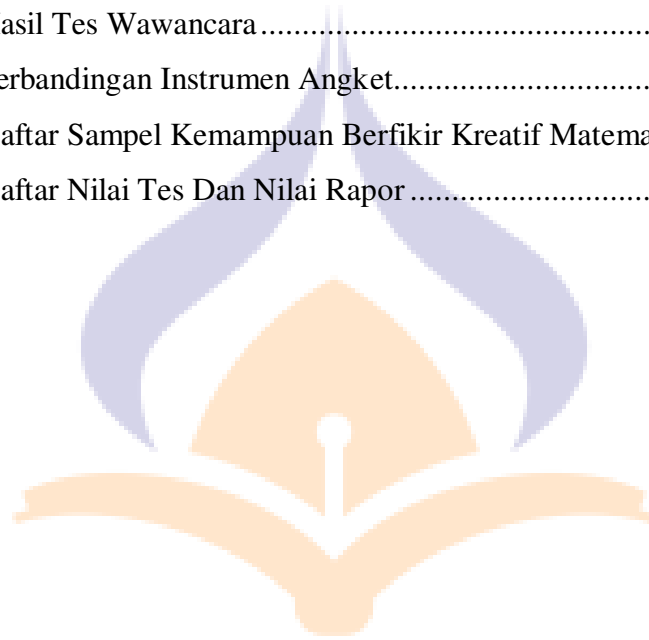 asil Tes Wawancara........................................
erbandingan Instrumen Angket...........................
aftar Sampel Kemampuan Berfikir Kreatif Matema
aftar Nilai Tes Dan Nilai Rapor.........................